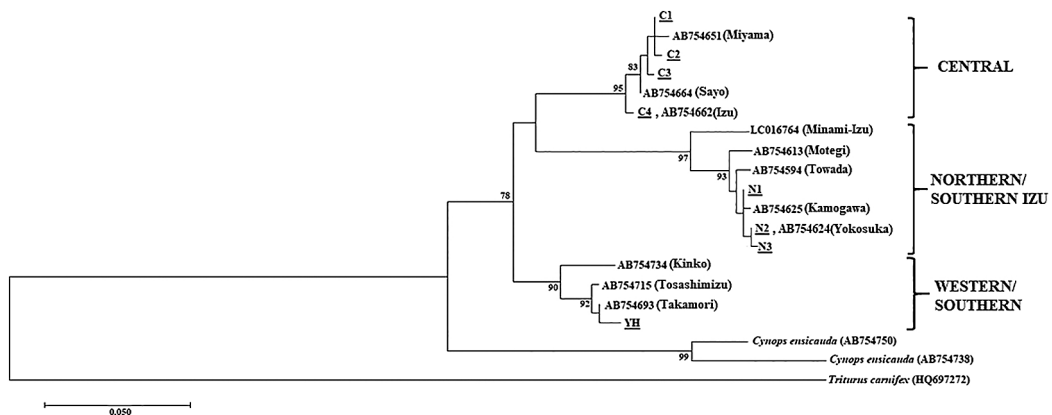 C1
AB754651(Miyama)
C2
83
C3
CENTRAL
95
AB754664(Sayo)
C4 , AB754662(Izu)
LC016764 (Minami-Izu)
97
AB754613(Motegi)
93
AB754594 (Towada)
N1
NORTHERN/
SOUTHERN IZU
78
AB754625(Kamogawa)
N2 , AB754624(Yokosuka)
N3
AB754734 (Kinko)
90
AB754715(Tosashimizu)
92
AB754693(Takamori)
YH
WESTERN/
SOUTHERN
Cynops ensicauda (AB754750)
99
Cynops ensicauda (AB754738)
Triturus carnifex (HQ697272)
0.050